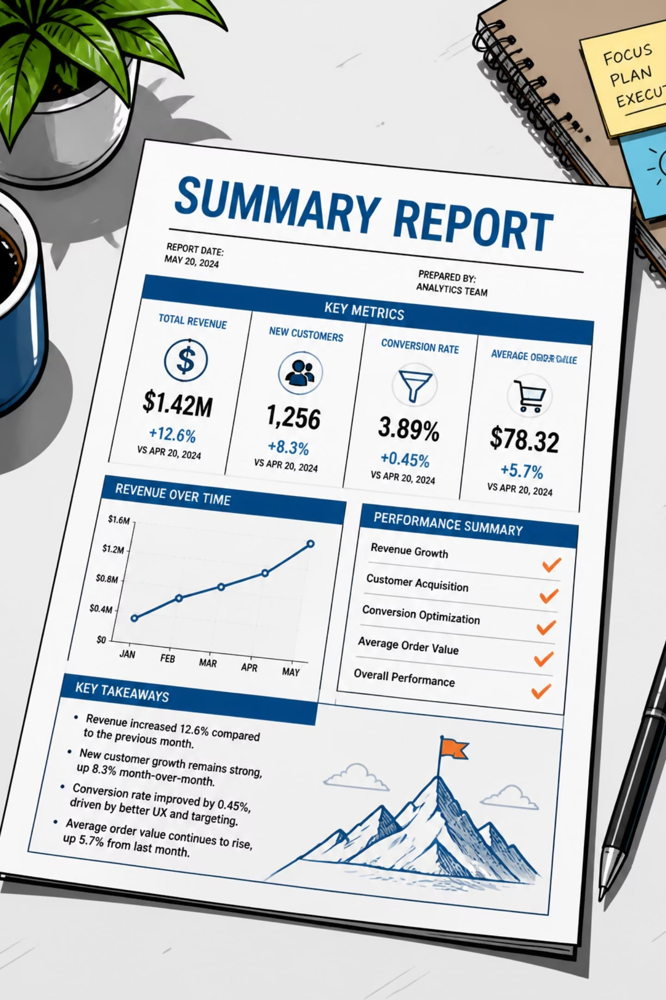 FOCUS
PLAN
SUMMARY REPORT
REPORT DATE:
MAY 20, 2024
PREPARED BY:
ANALYTICS TEAM
KEY METRICS
TOTAL REVENUE
$
$1.42M
+12.6%
VS APR 20, 2024
NEW CUSTOMERS
1,256
+8.3%
VS APR 20, 2024
CONVERSION RATE
3.89%
+0.45%
VS APR 20, 2024
AVERAGE
$78.32
+5.7%
VS APR 20, 2024
REVENUE OVER TIME
$1.6M
$1.2M
$0.8M
$0.4M
$0
JAN FEB MAR APR MAY
PERFORMANCE SUMMARY
Revenue Growth
Customer Acquisition
Conversion Optimization
Average Order Value
Overall Performance
KEY TAKEAWAYS
• Revenue increased 12.6% compared
to the previous month.
• New customer growth remains strong,
up 8.3% month-over-month.
• Conversion rate improved by 0.45%,
driven by better UX and targeting.
• Average order value continues to rise,
up 5.7% from last month.